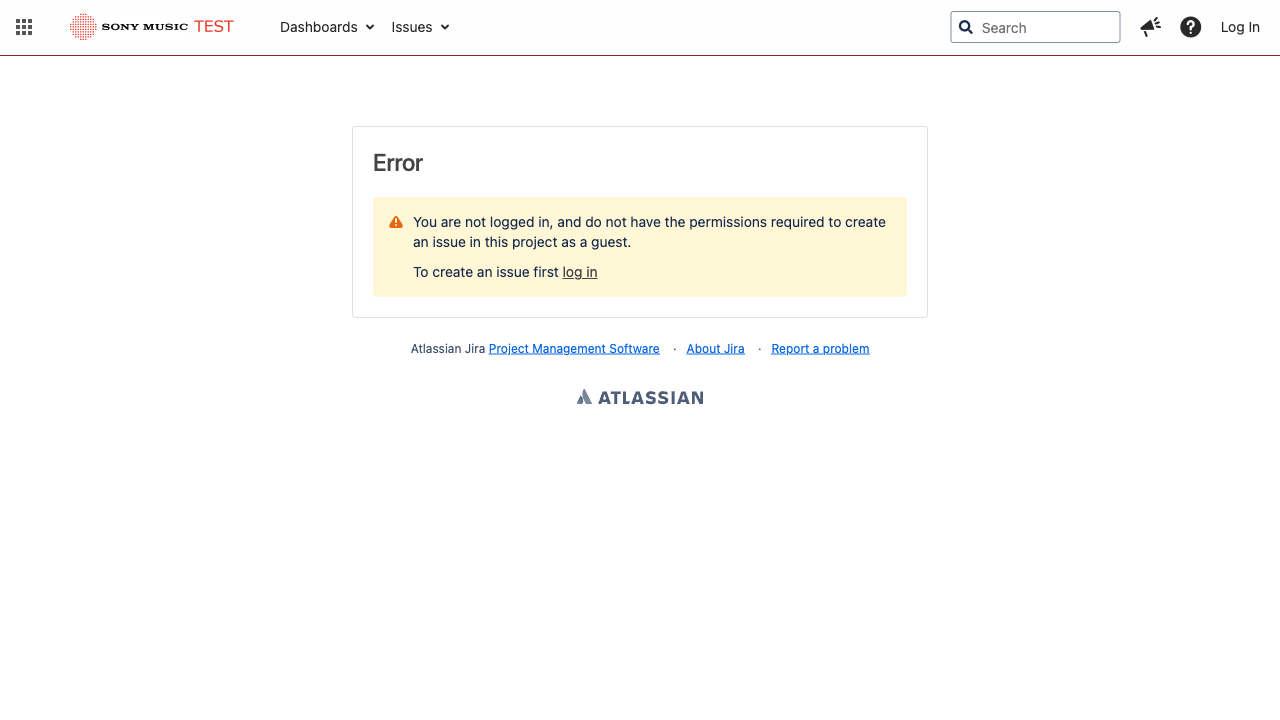 SONY MUSIC TEST
Dashboards
Issues
Search
Log In
Error
You are not logged in, and do not have the permissions required to create
an issue in this project as a guest.
To create an issue first log in
Atlassian Jira Project Management Software · About Jira · Report a problem
ATLASSIAN